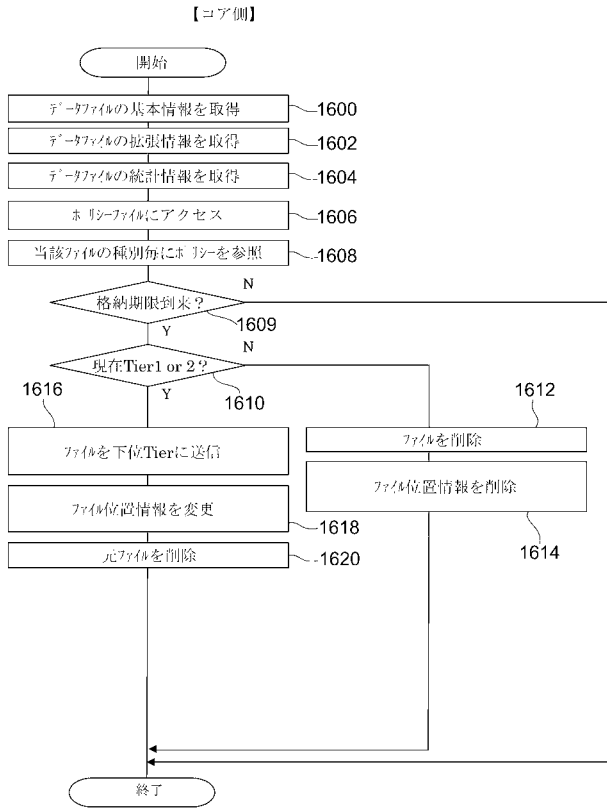 【コア側】
開始
データファイルの基本情報を取得
1600
データファイルの拡張情報を取得
1602
データファイルの統計情報を取得
1604
ポリシーファイルにアクセス
1606
当該ファイルの種別毎にポリシーを参照
1608
格納期限到来？
N
1609
Y
現在Tier1 or 2？
N
1610
Y
1616
ファイルを下位Tierに送信
1612
ファイルを削除
ファイル位置情報を変更
1618
ファイル位置情報を削除
1614
元ファイルを削除
1620
終了